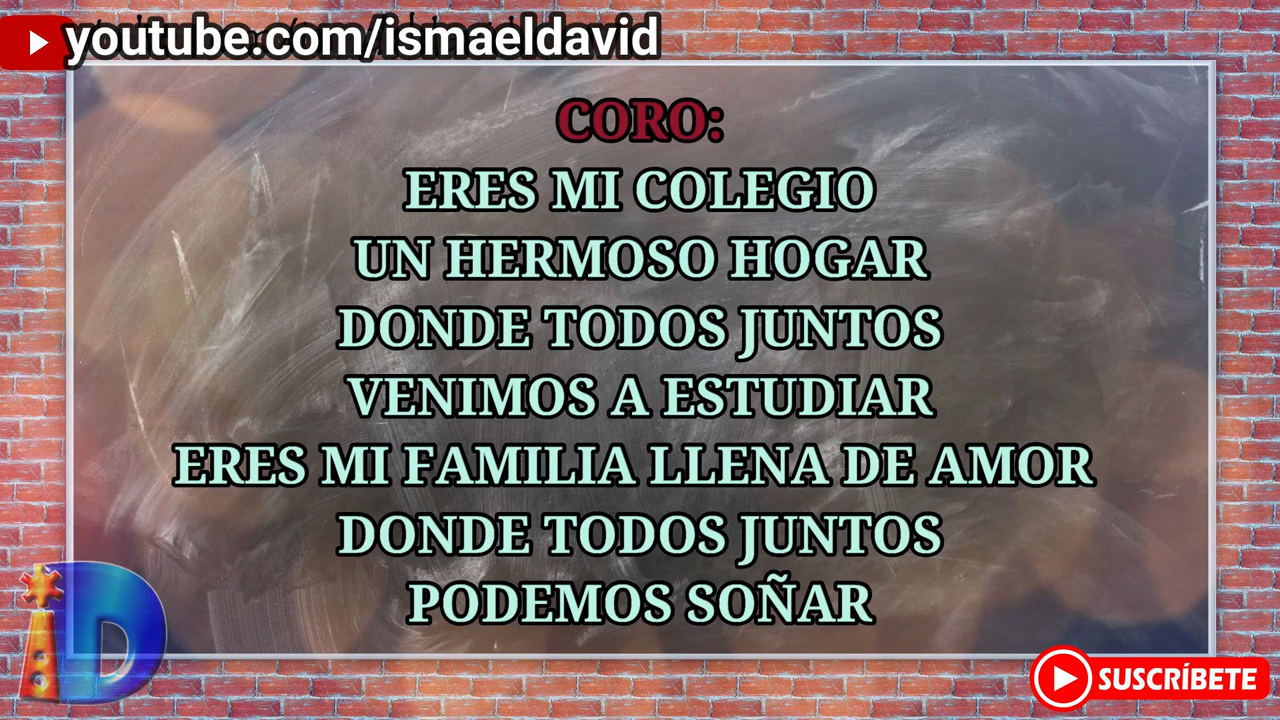 youtube.com/ismaeldavid
CORO:
ERES MI COLEGIO
UN HERMOSO HOGAR
DONDE TODOS JUNTOS
VENIMOS A ESTUDIAR
ERES MI FAMILIA LLENA DE AMOR
DONDE TODOS JUNTOS
PODEMOS SOÑAR
iD
SUSCRÍBETE